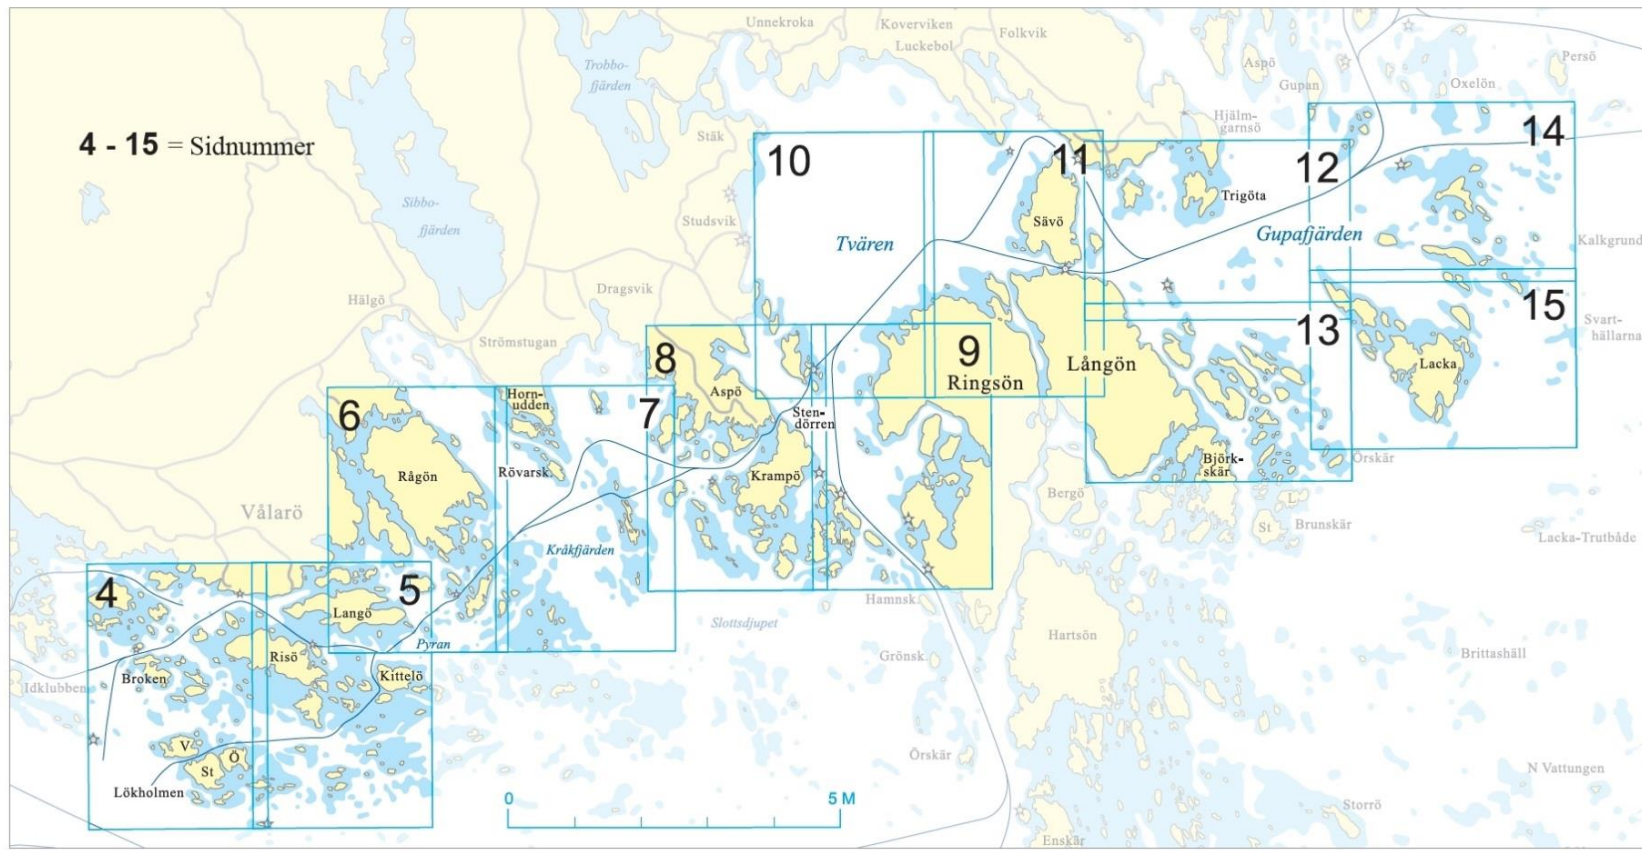 Unnekroka
Koverviken
Luckebol
Folkvik
Trobbo-
fjärden
Aspö
Gupan
Oxelön
Persö
Stäk
Hjälm-
garnsö
4 - 15 = Sidnummer
10
11
12
14
Sibbo-
fjärden
Studsvik
Sävö
Trigöta
Tvären
Gupafjärden
Kalkgrund
Hälgö
Dragsvik
Strömstugan
13
15
Svart-
hällarna
8
9
Ringsön
Långön
Lacka
Aspö
Sten-
dörren
6
Horn-
udden
7
Rågön
Rövarsk.
Krampö
Björk-
skär
Örskär
Bergö
L
St
Brunskär
Vålarö
Kråkfjärden
Lacka-Trutbåde
4
5
Langö
Pyran
Hamnsk.
Slottsdjupet
Hartsön
Risö
Grönsk.
Brittashäll
Idklubben
Broken
Kittelö
V
Ö
St
Lökholmen
Örskär
N Vattungen
0
5 M
Storrö
Enskär